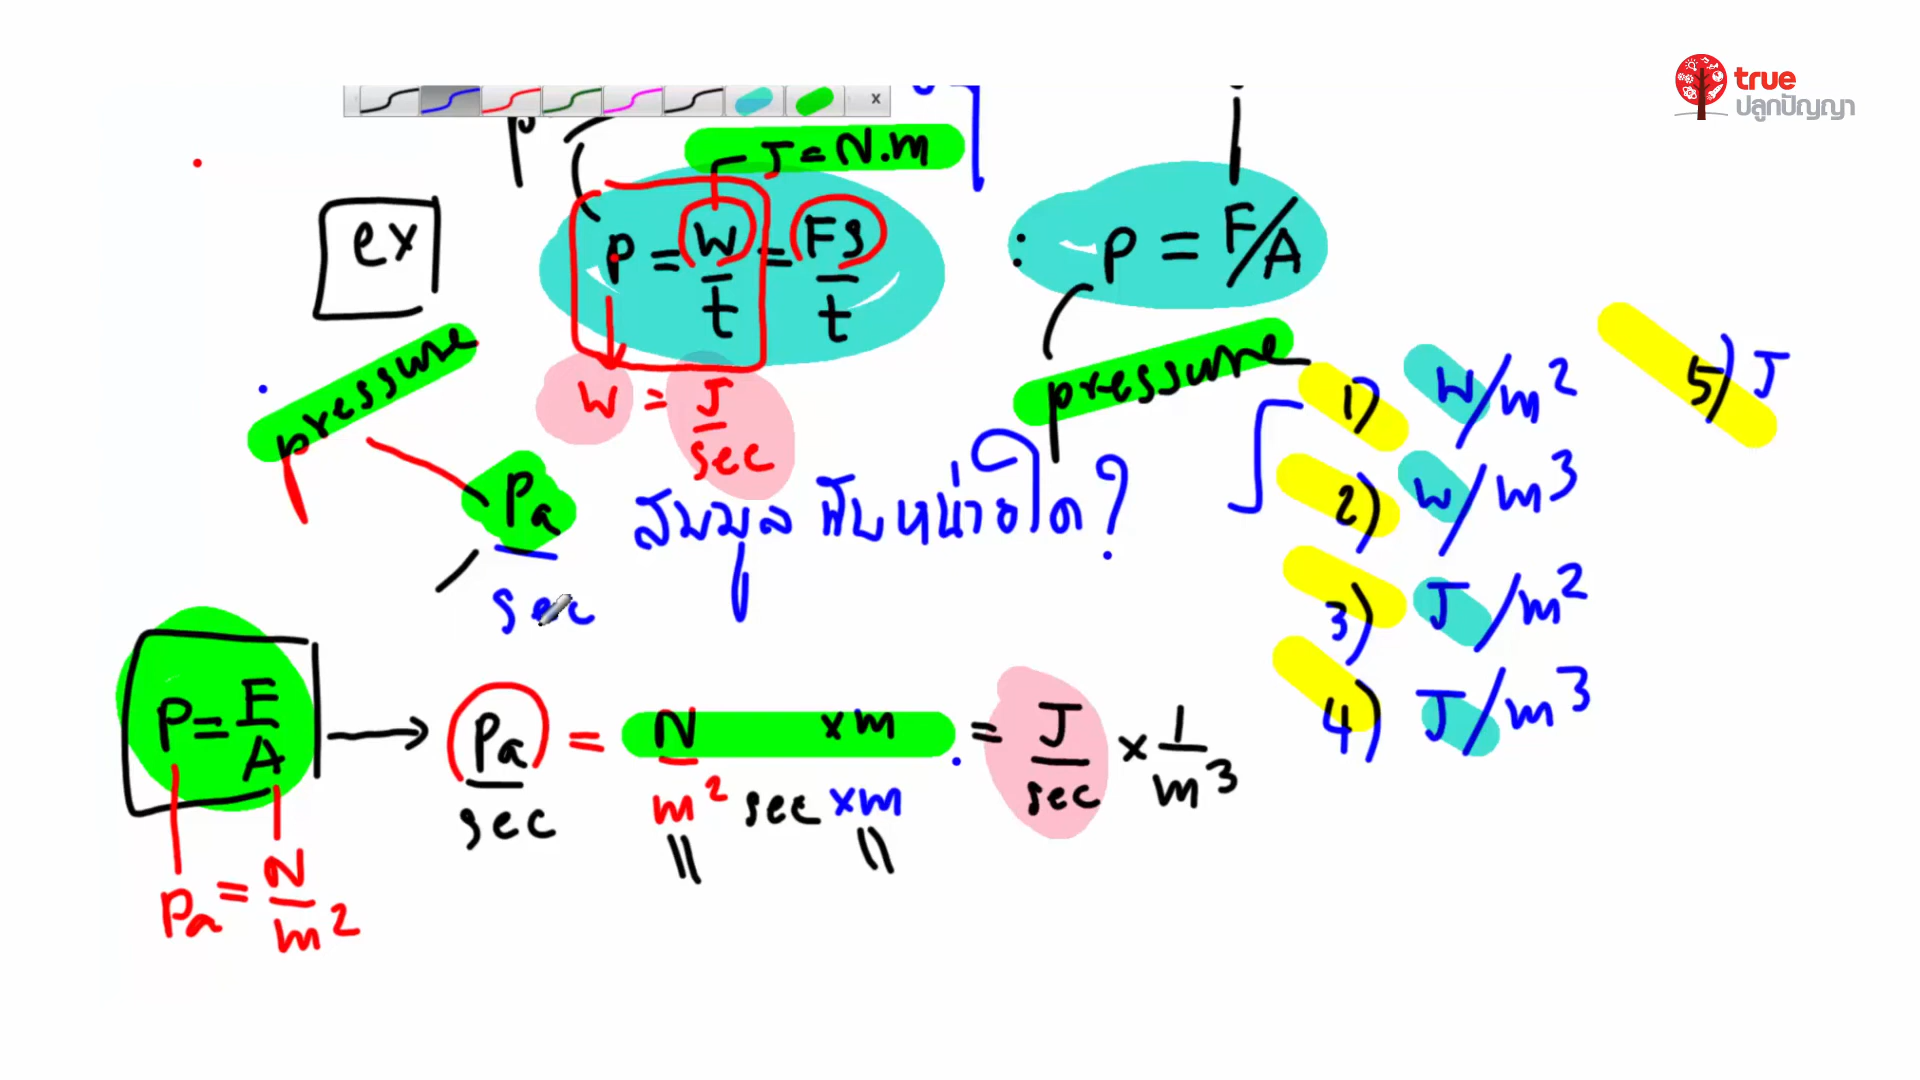 true
ปลูกปัญญา
x
p
J = N.m
ex
P = W/t = Fs/t
: P = F/A
pressure
W = J/sec
pressure
1) W/m²
5) J
Pa/sec สมมูลกับหน่วยใด?
2) W/m³
3) J/m²
4) J/m³
P = F/A → Pa/sec = N xm / m² sec xm = J/sec x 1/m³
Pa = N/m²